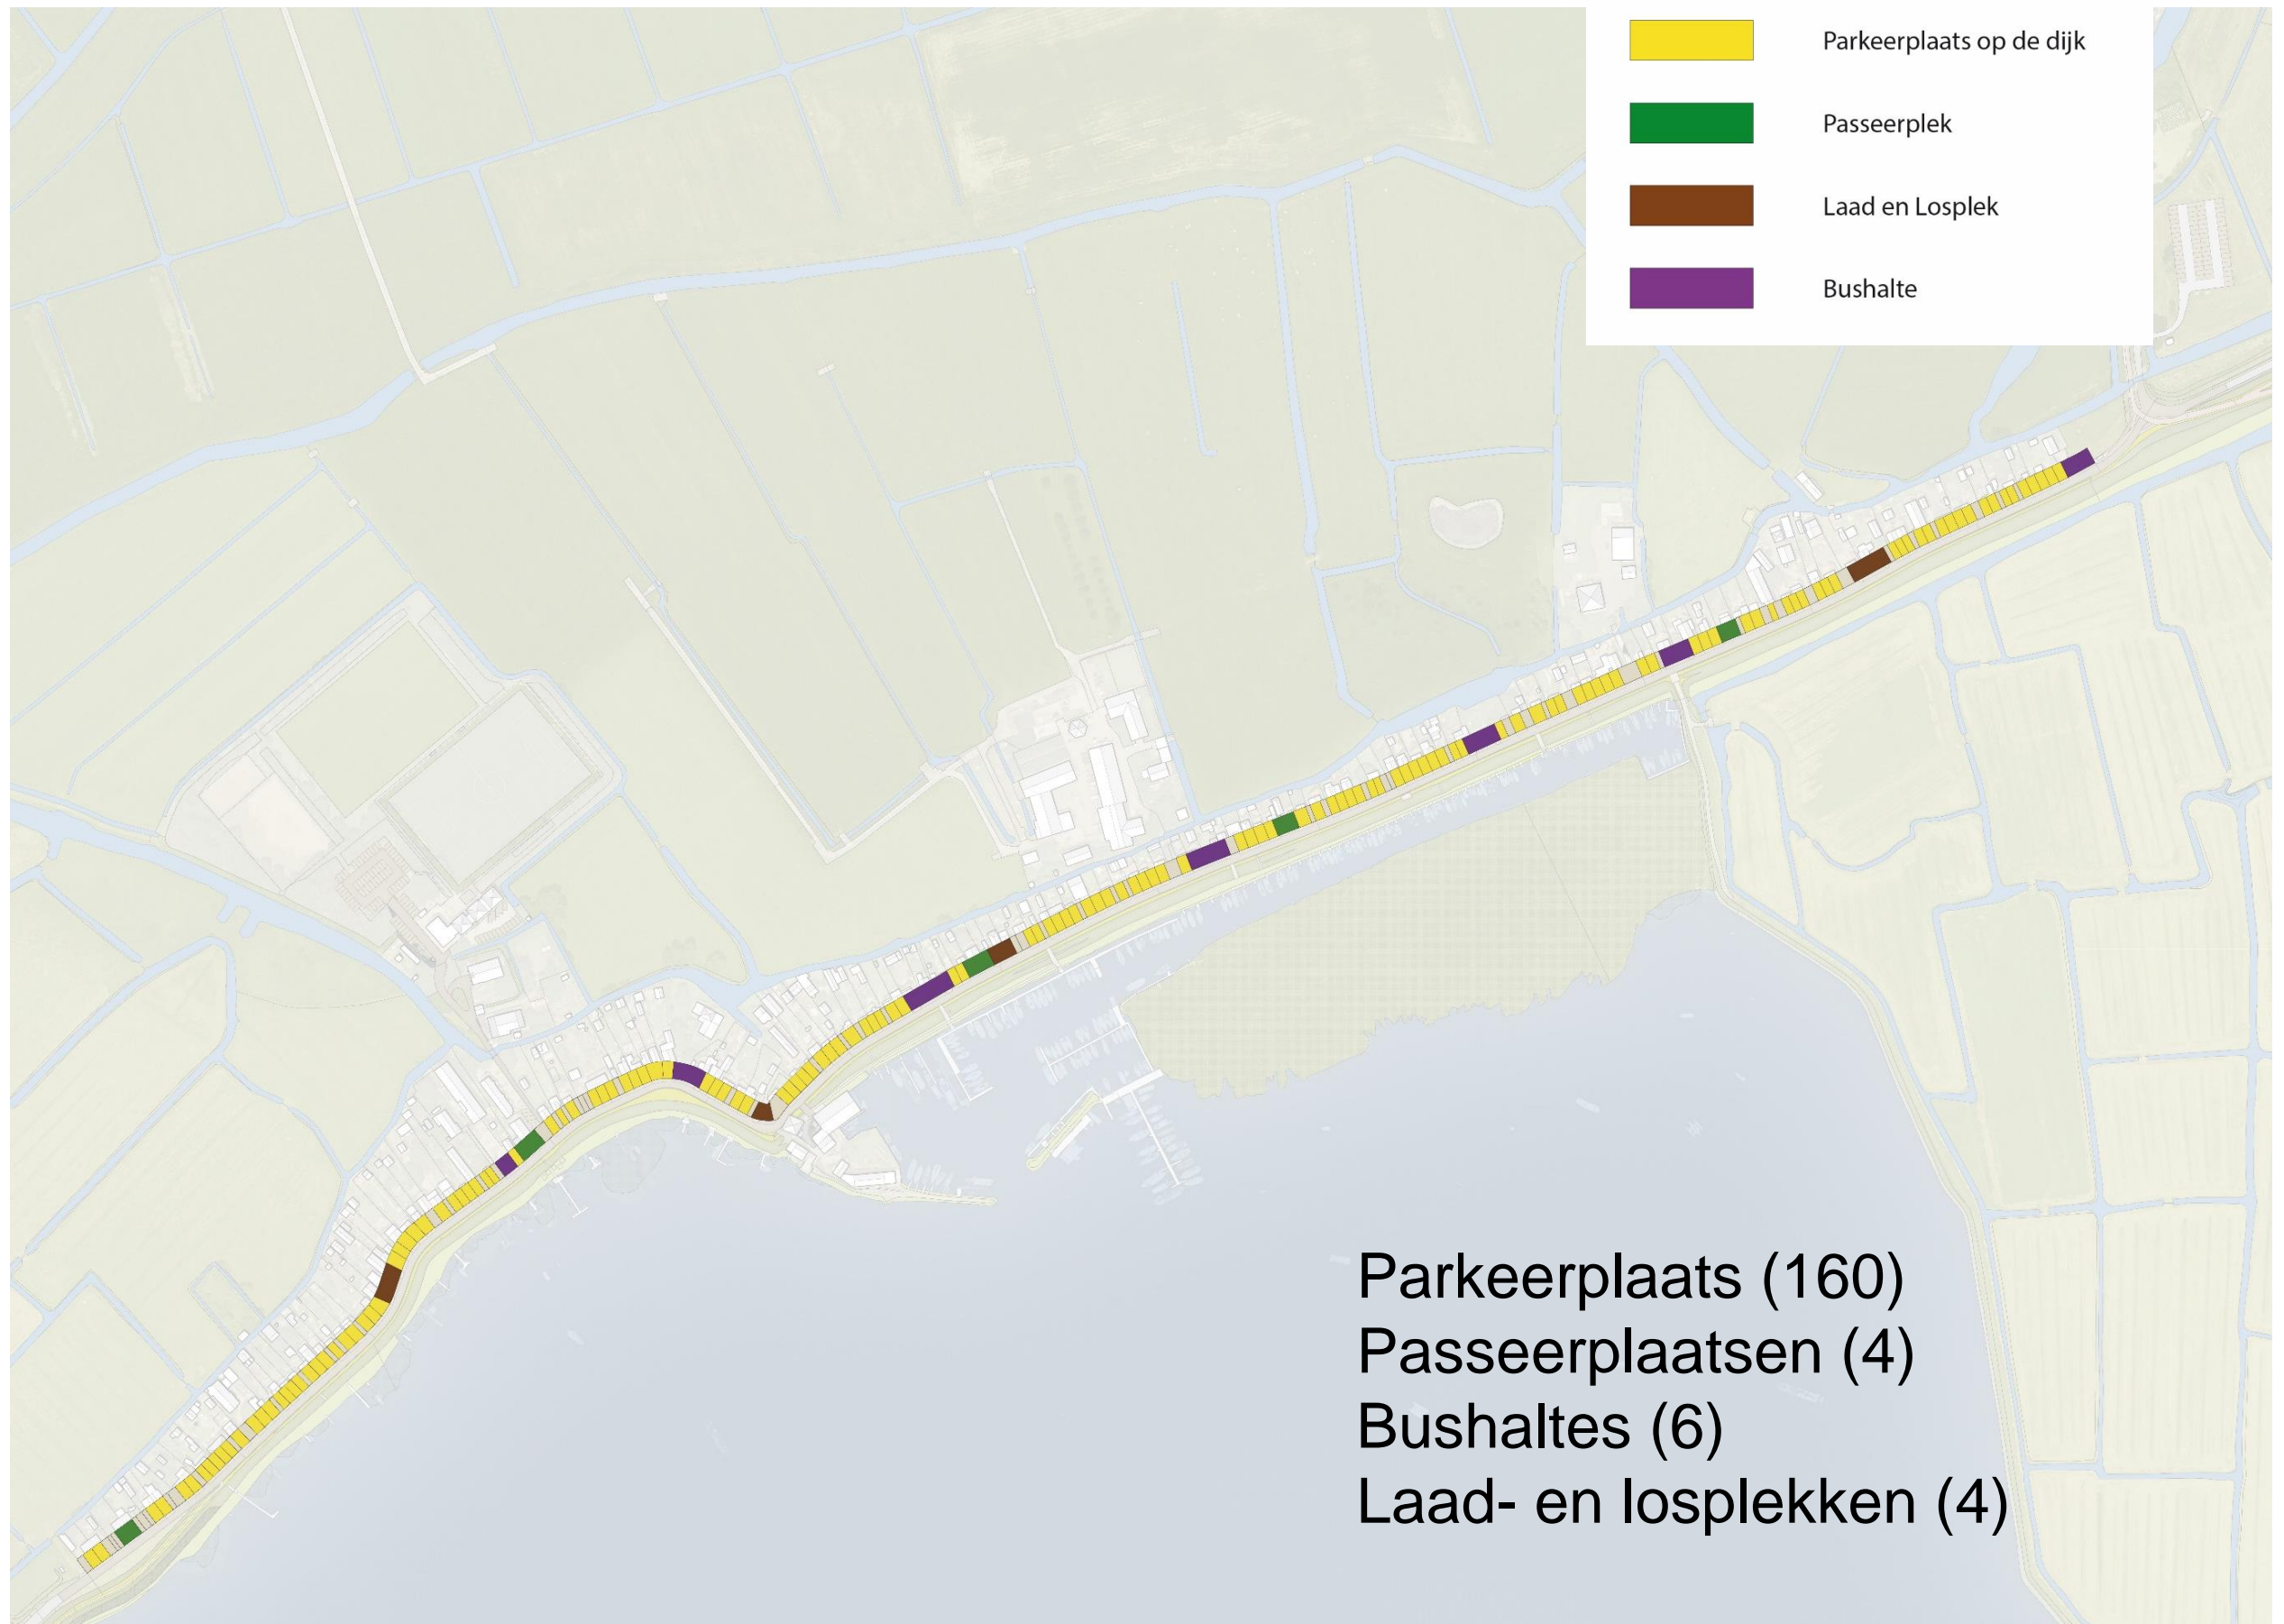 Parkeerplaats op de dijk
Passeerplek
Laad en Losplek
Bushalte
Parkeerplaats (160)
Passeerplaatsen (4)
Bushaltes (6)
Laad- en losplekken (4)